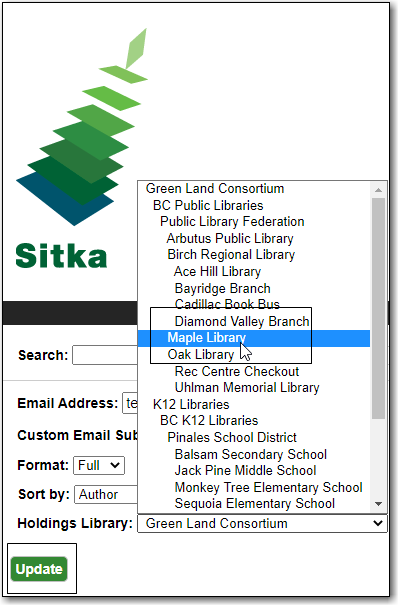 Sitka
Green Land Consortium
BC Public Libraries
Public Library Federation
Arbutus Public Library
Birch Regional Library
Ace Hill Library
Bayridge Branch
Cadillac Book Bus
Diamond Valley Branch
Maple Library
Oak Library
Rec Centre Checkout
Uhlman Memorial Library
K12 Libraries
BC K12 Libraries
Pinales School District
Balsam Secondary School
Jack Pine Middle School
Monkey Tree Elementary School
Sequoia Elementary School
Search:
Email Address: te
Custom Email Sub
Format: Full
Sort by: Author
Holdings Library: Green Land Consortium
Update